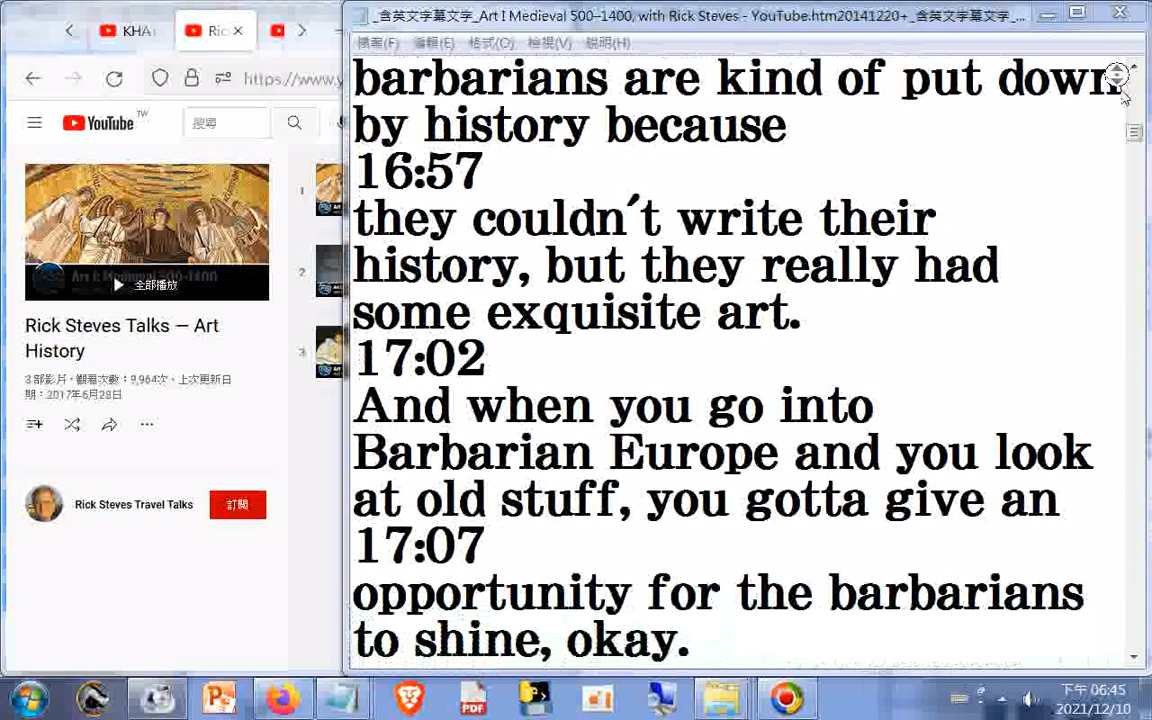 KHA
Ric
https://www.y
YouTube TW
搜尋
Art I: Medieval 500-1400
全部播放
Rick Steves Talks — Art
History
3 部影片・觀看次數：9,964次・上次更新日
期：2017年6月28日
Rick Steves Travel Talks
訂閱
1
2
3
_含英文字幕文字_Art I Medieval 500–1400, with Rick Steves - YouTube.htm20141220+_含英文字幕文字_...
檔案(F) 編輯(E) 格式(O) 檢視(V) 說明(H)
barbarians are kind of put down
by history because
16:57
they couldn´t write their
history, but they really had
some exquisite art.
17:02
And when you go into
Barbarian Europe and you look
at old stuff, you gotta give an
17:07
opportunity for the barbarians
to shine, okay.
PDF
下午 06:45
2021/12/10